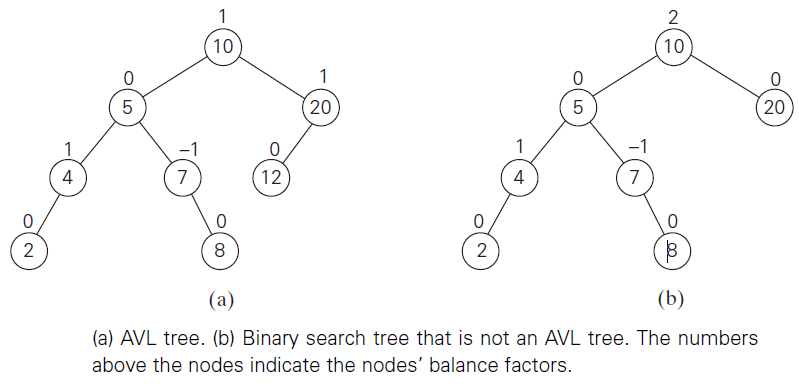 1 2
10 10
0 1 0 0
5 20 5 20
1 –1 0 1 –1
4 7 12 4 7
0 0 0 0
2 8 2 8
(a) (b)
(a) AVL tree. (b) Binary search tree that is not an AVL tree. The numbers
above the nodes indicate the nodes’ balance factors.